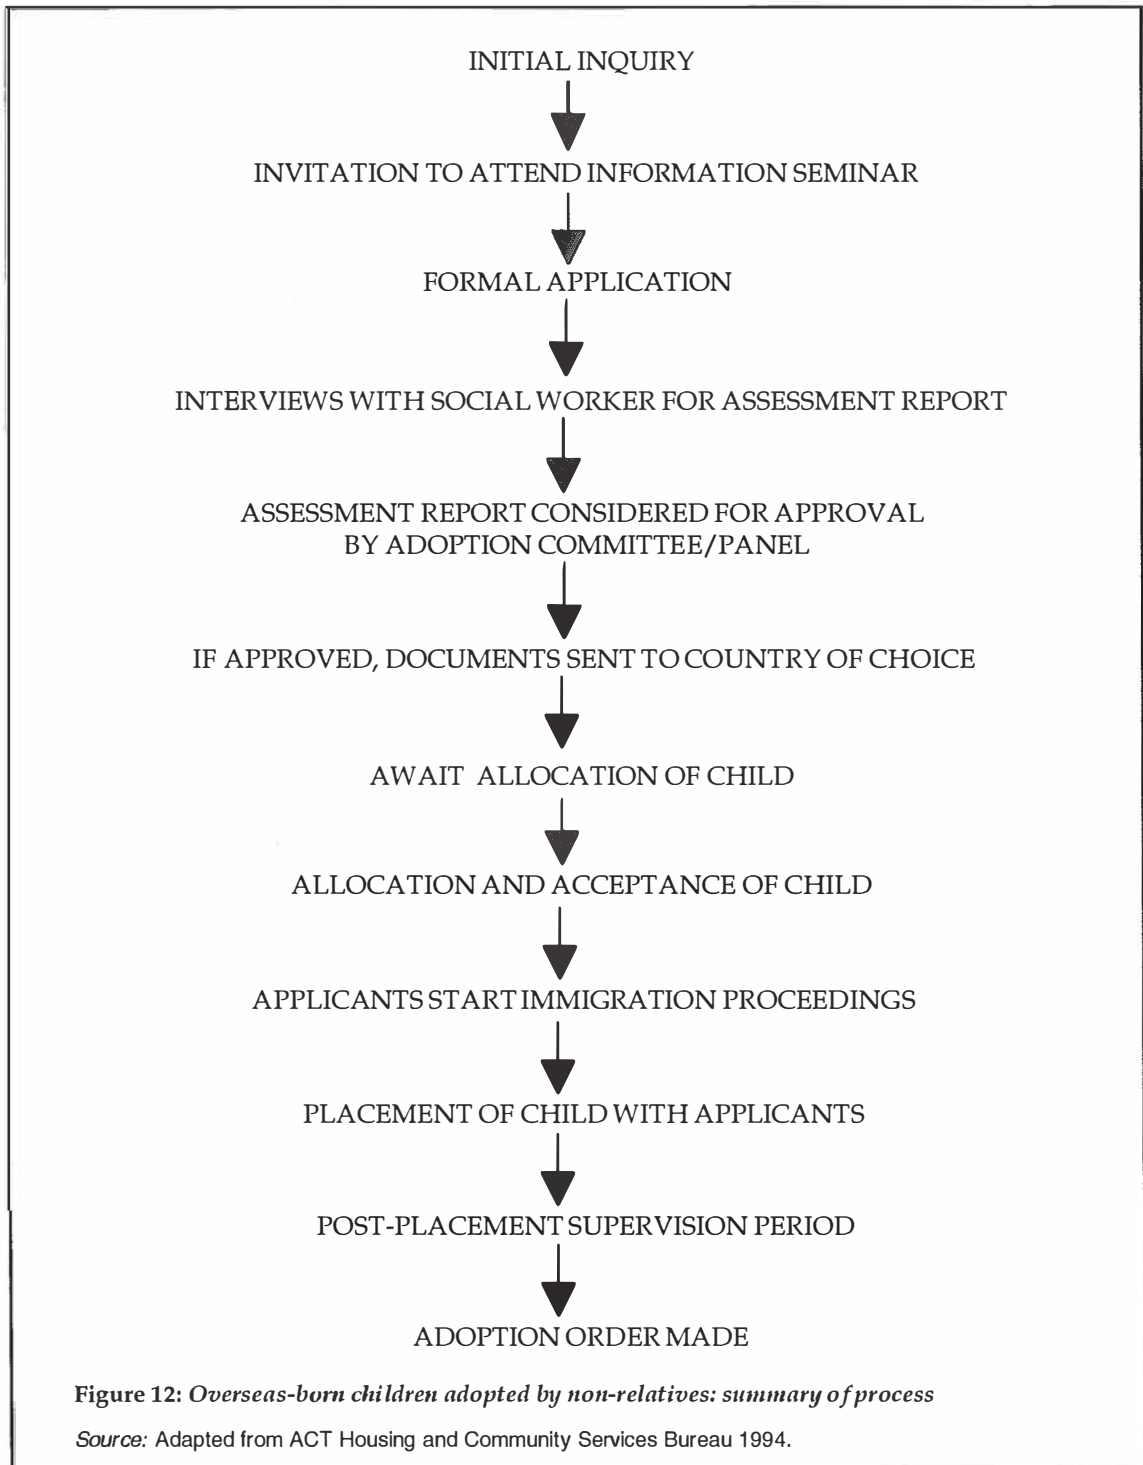 INITIAL INQUIRY
INVITATION TO ATTEND INFORMATION SEMINAR
FORMAL APPLICATION
INTERVIEWS WITH SOCIAL WORKER FOR ASSESSMENT REPORT
ASSESSMENT REPORT CONSIDERED FOR APPROVAL
BY ADOPTION COMMITTEE/PANEL
IF APPROVED, DOCUMENTS SENT TO COUNTRY OF CHOICE
AWAIT ALLOCATION OF CHILD
ALLOCATION AND ACCEPTANCE OF CHILD
APPLICANTS START IMMIGRATION PROCEEDINGS
PLACEMENT OF CHILD WITH APPLICANTS
POST-PLACEMENT SUPERVISION PERIOD
ADOPTION ORDER MADE
Figure 12: Overseas-born children adopted by non-relatives: summary of process
Source: Adapted from ACT Housing and Community Services Bureau 1994.